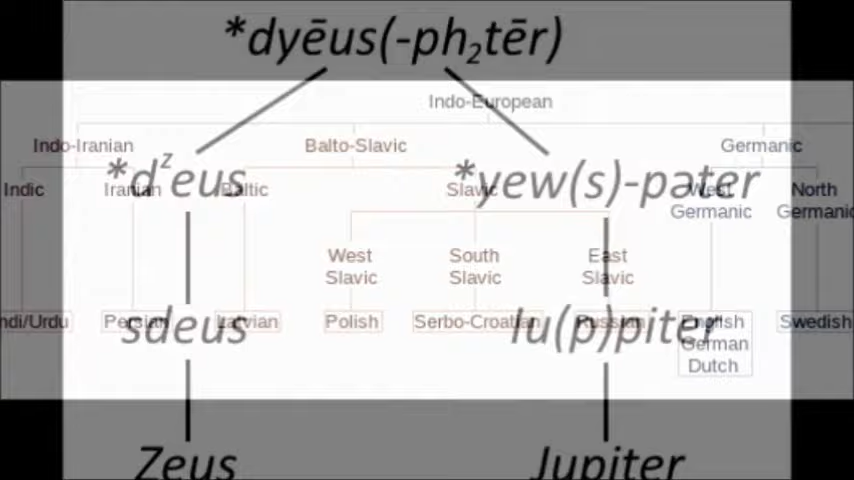 *dyēus(-ph₂tēr)
Indo-European
Indo-Iranian Balto-Slavic Germanic
*dᶻeus *yew(s)-pater
Indic Iranian Baltic Slavic West Germanic North Germanic
West Slavic South Slavic East Slavic
ndi/Urdu Persian Latvian Polish Serbo-Croatian Russian English Swedish
sdeus Iu(p)piter
German
Dutch
Zeus Jupiter